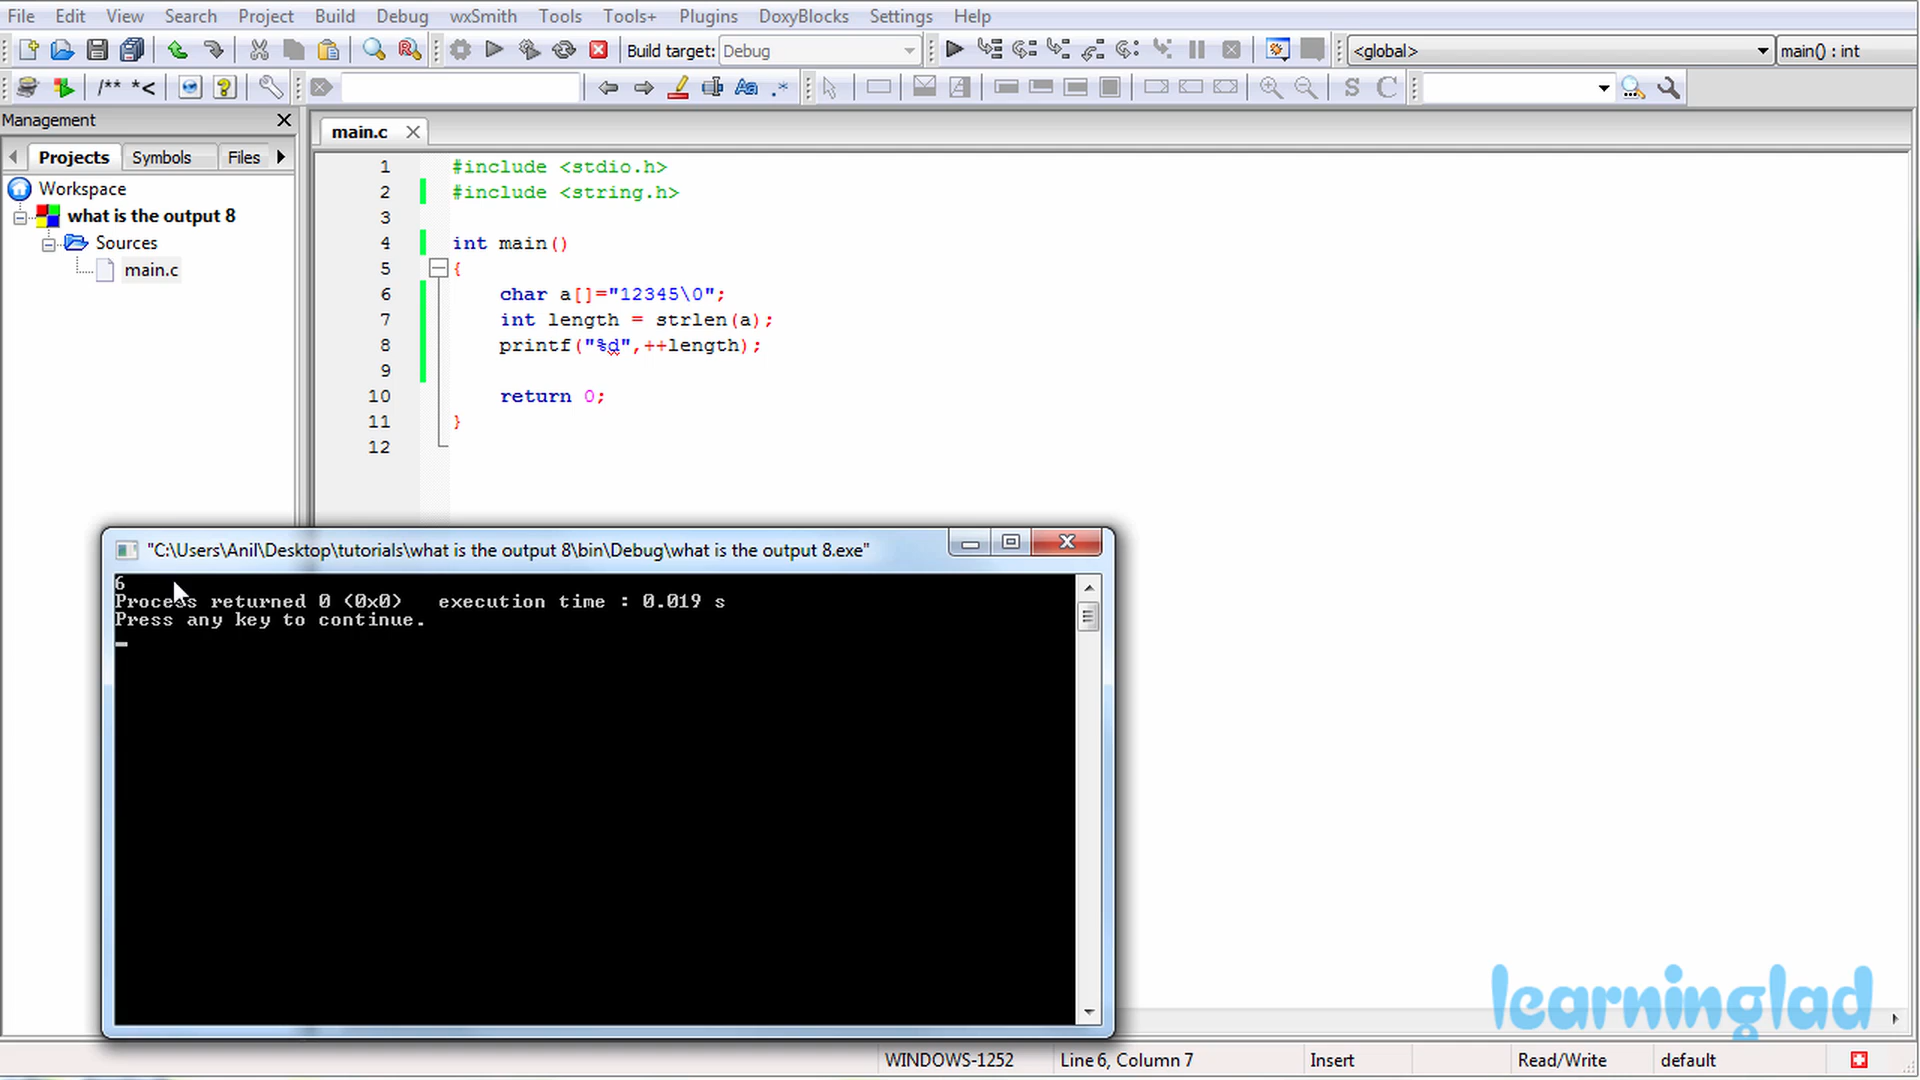 File Edit View Search Project Build Debug wxSmith Tools Tools+ Plugins DoxyBlocks Settings Help
Build target: Debug <global> main() : int
/** *< Aa .* S C
Management
Projects Symbols Files
main.c
Workspace
what is the output 8
Sources
main.c
1 #include <stdio.h>
2 #include <string.h>
3
4 int main()
5 {
6 char a[]="12345\0";
7 int length = strlen(a);
8 printf("%d",++length);
9
10 return 0;
11 }
12
"C:\Users\Anil\Desktop\tutorials\what is the output 8\bin\Debug\what is the output 8.exe"
6
Process returned 0 (0x0) execution time : 0.019 s
Press any key to continue.
learninglad
WINDOWS-1252 Line 6, Column 7 Insert Read/Write default